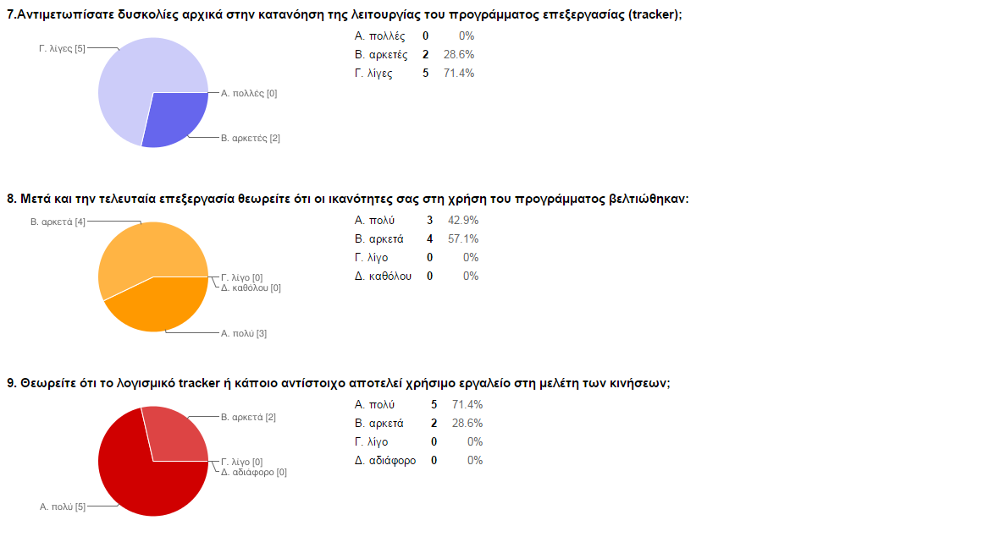 7.Αντιμετωπίσατε δυσκολίες αρχικά στην κατανόηση της λειτουργίας του προγράμματος επεξεργασίας (tracker);
Γ. λίγες [5]
Α. πολλές [0]
Β. αρκετές [2]
Α. πολλές 0 0%
Β. αρκετές 2 28.6%
Γ. λίγες 5 71.4%
8. Μετά και την τελευταία επεξεργασία θεωρείτε ότι οι ικανότητες σας στη χρήση του προγράμματος βελτιώθηκαν:
Β. αρκετά [4]
Γ. λίγο [0]
Δ. καθόλου [0]
Α. πολύ [3]
Α. πολύ 3 42.9%
Β. αρκετά 4 57.1%
Γ. λίγο 0 0%
Δ. καθόλου 0 0%
9. Θεωρείτε ότι το λογισμικό tracker ή κάποιο αντίστοιχο αποτελεί χρήσιμο εργαλείο στη μελέτη των κινήσεων;
Β. αρκετά [2]
Γ. λίγο [0]
Δ. αδιάφορο [0]
Α. πολύ [5]
Α. πολύ 5 71.4%
Β. αρκετά 2 28.6%
Γ. λίγο 0 0%
Δ. αδιάφορο 0 0%